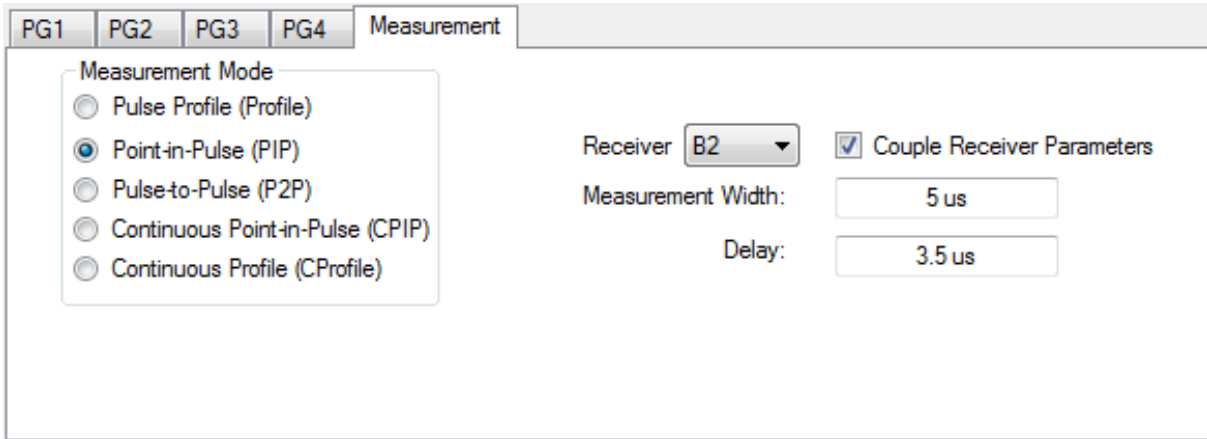 PG1 PG2 PG3 PG4 Measurement
Measurement Mode
Pulse Profile (Profile)
Point-in-Pulse (PIP)
Pulse-to-Pulse (P2P)
Continuous Point-in-Pulse (CPIP)
Continuous Profile (CProfile)
Receiver B2 Couple Receiver Parameters
Measurement Width: 5 us
Delay: 3.5 us